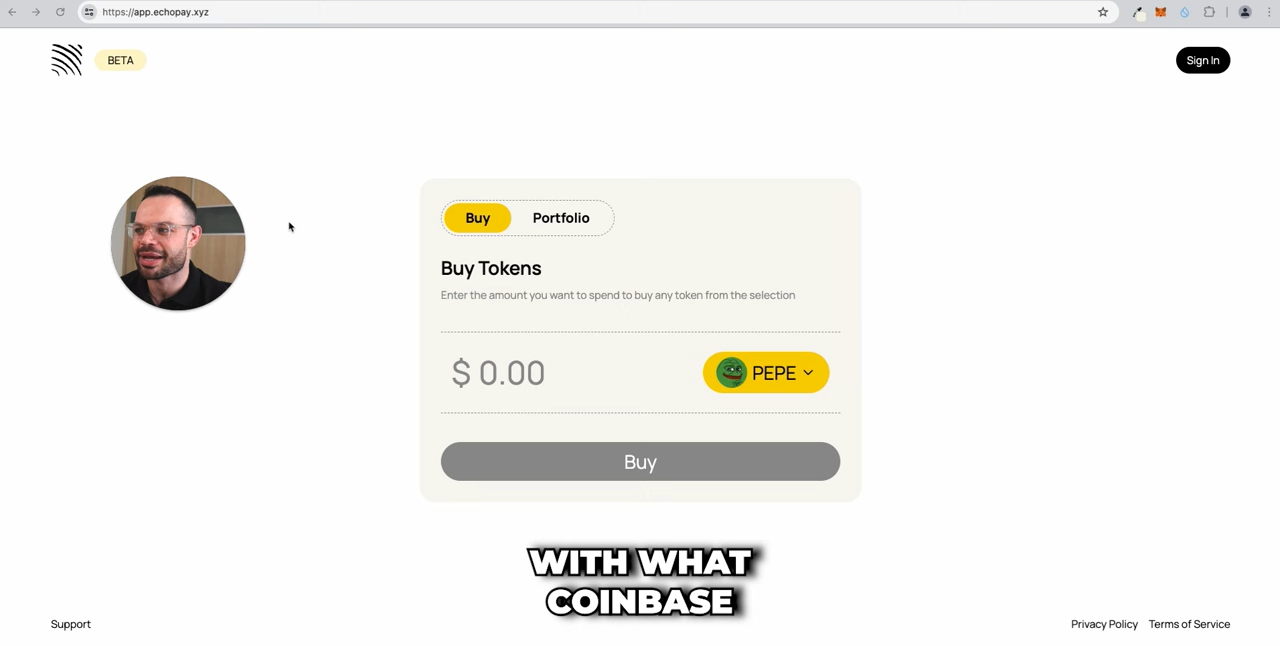 https://app.echopay.xyz
BETA
Sign In
Buy
Portfolio
Buy Tokens
Enter the amount you want to spend to buy any token from the selection
$ 0.00
PEPE
Buy
WITH WHAT
COINBASE
Support
Privacy Policy
Terms of Service